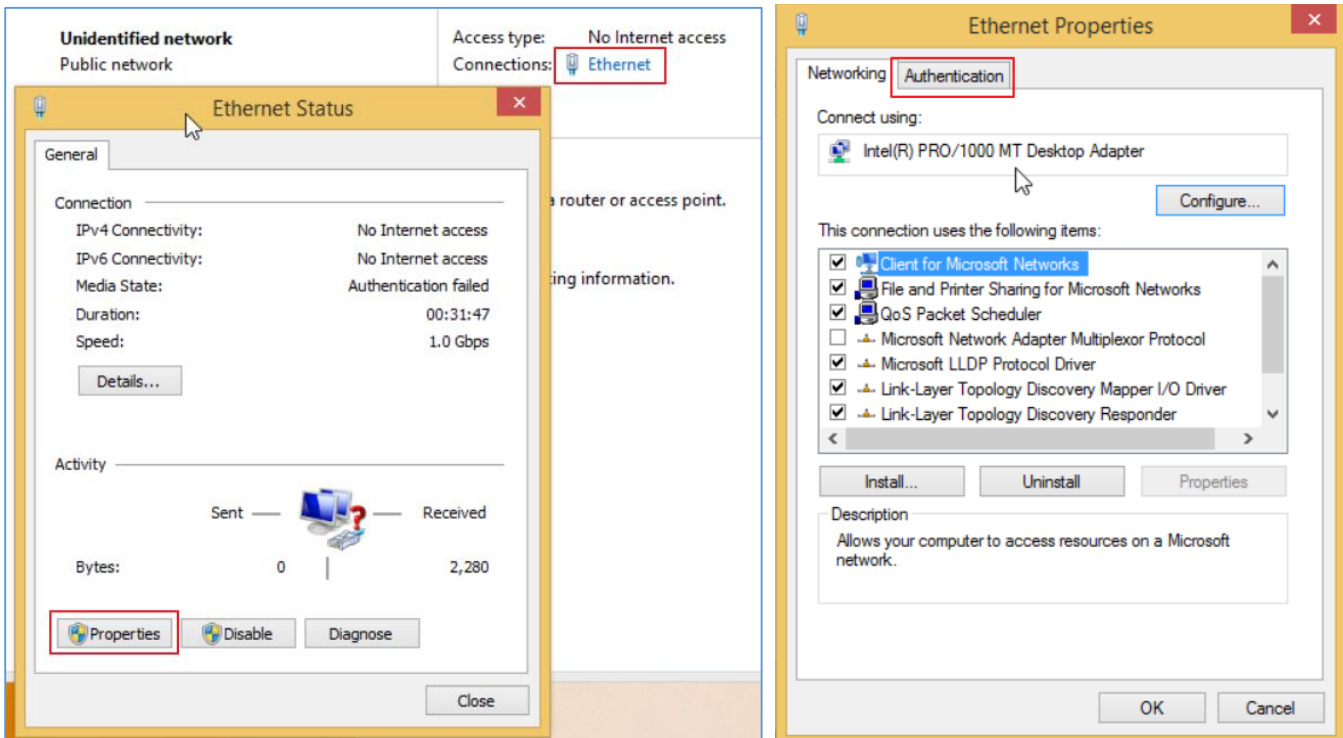 Unidentified network
Public network
Access type: No Internet access
Connections: Ethernet
Ethernet Status
General
Connection
IPv4 Connectivity: No Internet access
IPv6 Connectivity: No Internet access
Media State: Authentication failed
Duration: 00:31:47
Speed: 1.0 Gbps
Details...
Activity
Sent Received
Bytes: 0 2,280
Properties Disable Diagnose
Close
a router or access point.
ting information.
Ethernet Properties
Networking Authentication
Connect using:
Intel(R) PRO/1000 MT Desktop Adapter
Configure...
This connection uses the following items:
Client for Microsoft Networks
File and Printer Sharing for Microsoft Networks
QoS Packet Scheduler
Microsoft Network Adapter Multiplexor Protocol
Microsoft LLDP Protocol Driver
Link-Layer Topology Discovery Mapper I/O Driver
Link-Layer Topology Discovery Responder
Install... Uninstall Properties
Description
Allows your computer to access resources on a Microsoft
network.
OK Cancel